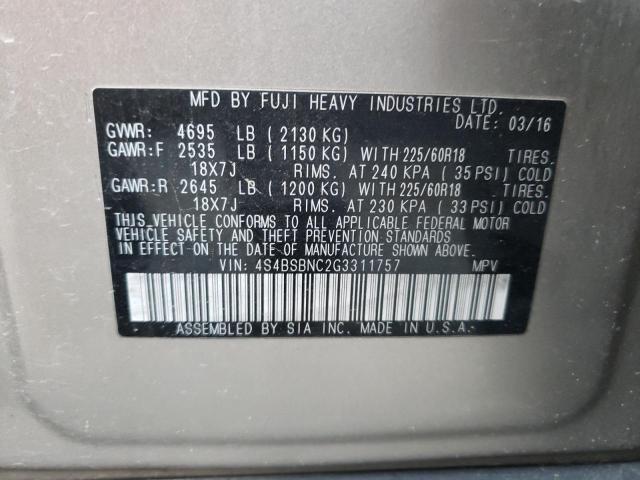 MFD BY FUJI HEAVY INDUSTRIES LTD.
DATE: 03/16
GVWR: 4695 LB (2130 KG)
GAWR:F 2535 LB (1150 KG) WITH 225/60R18 TIRES.
18X7J RIMS. AT 240 KPA (35 PSI) COLD
GAWR:R 2645 LB (1200 KG) WITH 225/60R18 TIRES.
18X7J RIMS. AT 230 KPA (33 PSI) COLD
THIS VEHICLE CONFORMS TO ALL APPLICABLE FEDERAL MOTOR
VEHICLE SAFETY AND THEFT PREVENTION STANDARDS
IN EFFECT ON THE DATE OF MANUFACTURE SHOWN ABOVE.
VIN: 4S4BSBNC2G3311757 MPV
ASSEMBLED BY SIA INC. MADE IN U.S.A.